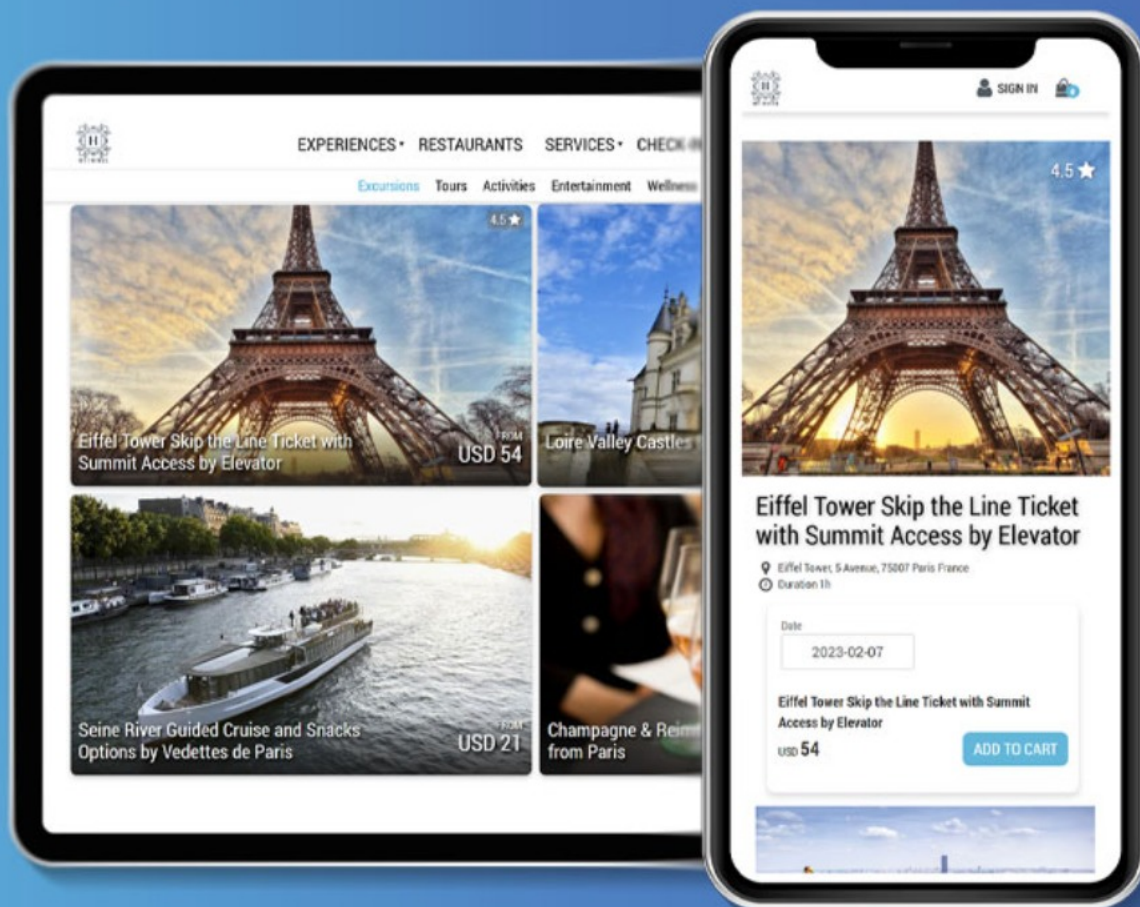 EXPERIENCES RESTAURANTS SERVICES CHECK
Excursions Tours Activities Entertainment Wellness
4.5
Eiffel Tower Skip the Line Ticket with
Summit Access by Elevator
FROM
USD 54
Loire Valley Castles
Seine River Guided Cruise and Snacks
Options by Vedettes de Paris
FROM
USD 21
Champagne &
from Paris
H
SIGN IN
4.5
Eiffel Tower Skip the Line Ticket
with Summit Access by Elevator
Eiffel Tower, 5 Avenue, 75007 Paris France
Duration 1h
Date
2023-02-07
Eiffel Tower Skip the Line Ticket with Summit
Access by Elevator
USD 54
ADD TO CART